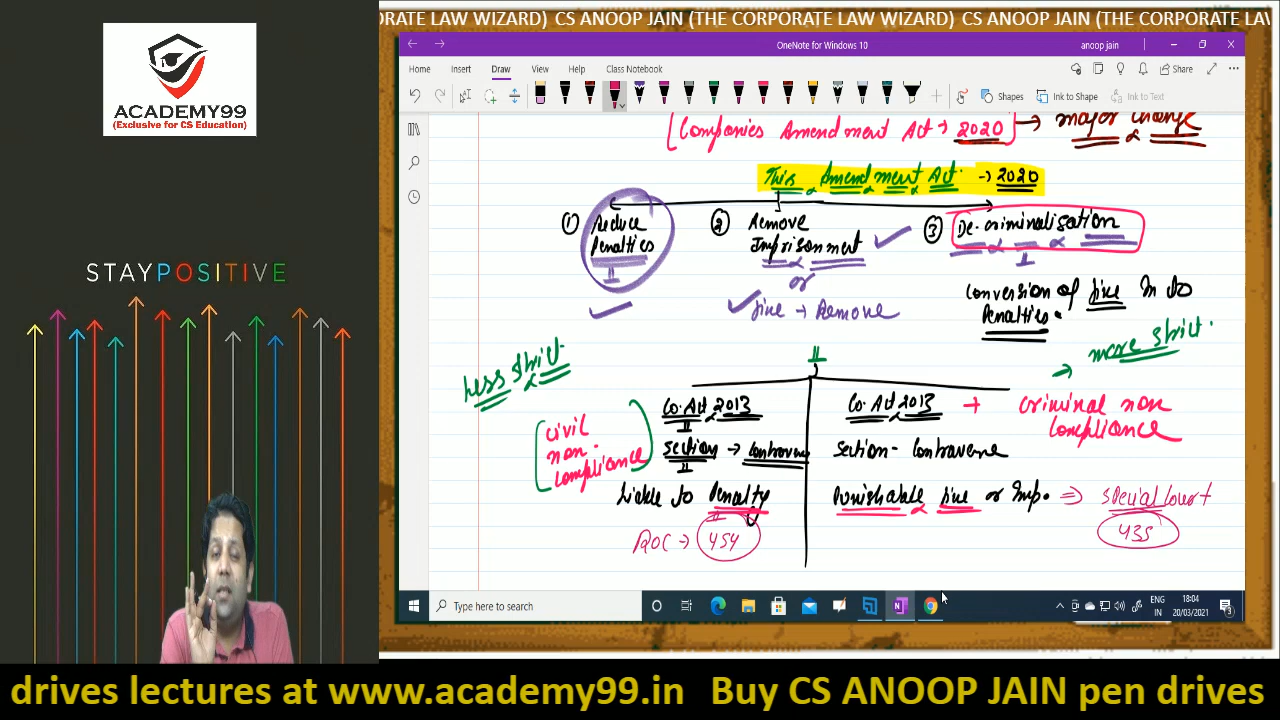 ORATE LAW WIZARD) CS ANOOP JAIN (THE CORPORATE LAW WIZARD) CS ANOOP JAIN (THE CORPORATE LAW
ACADEMY99
(Exclusive for CS Education)
STAYPOSITIVE
OneNote for Windows 10
anoop jain
Home Insert Draw View Help Class Notebook
Share
Shapes
Ink to Shape
Ink to Text
[Companies Amendment Act → 2020] → major change
This Amendment Act → 2020
① Reduce Penalties
② Remove Imprisonment
or
fine → Remove
③ De-criminalisation
Conversion of fine In to
Penalties.
Less strict
→ more strict
Co. Act 2013
Section → Contravene
Liable to Penalty
ROC → 454
civil
non-
compliance
Co. Act 2013 → criminal non
compliance
Section - Contravene
Punishable fine or Imp. ⇒ special court
435
Type here to search
ENG
IN
18:04
20/03/2021
3
drives lectures at www.academy99.in Buy CS ANOOP JAIN pen drives